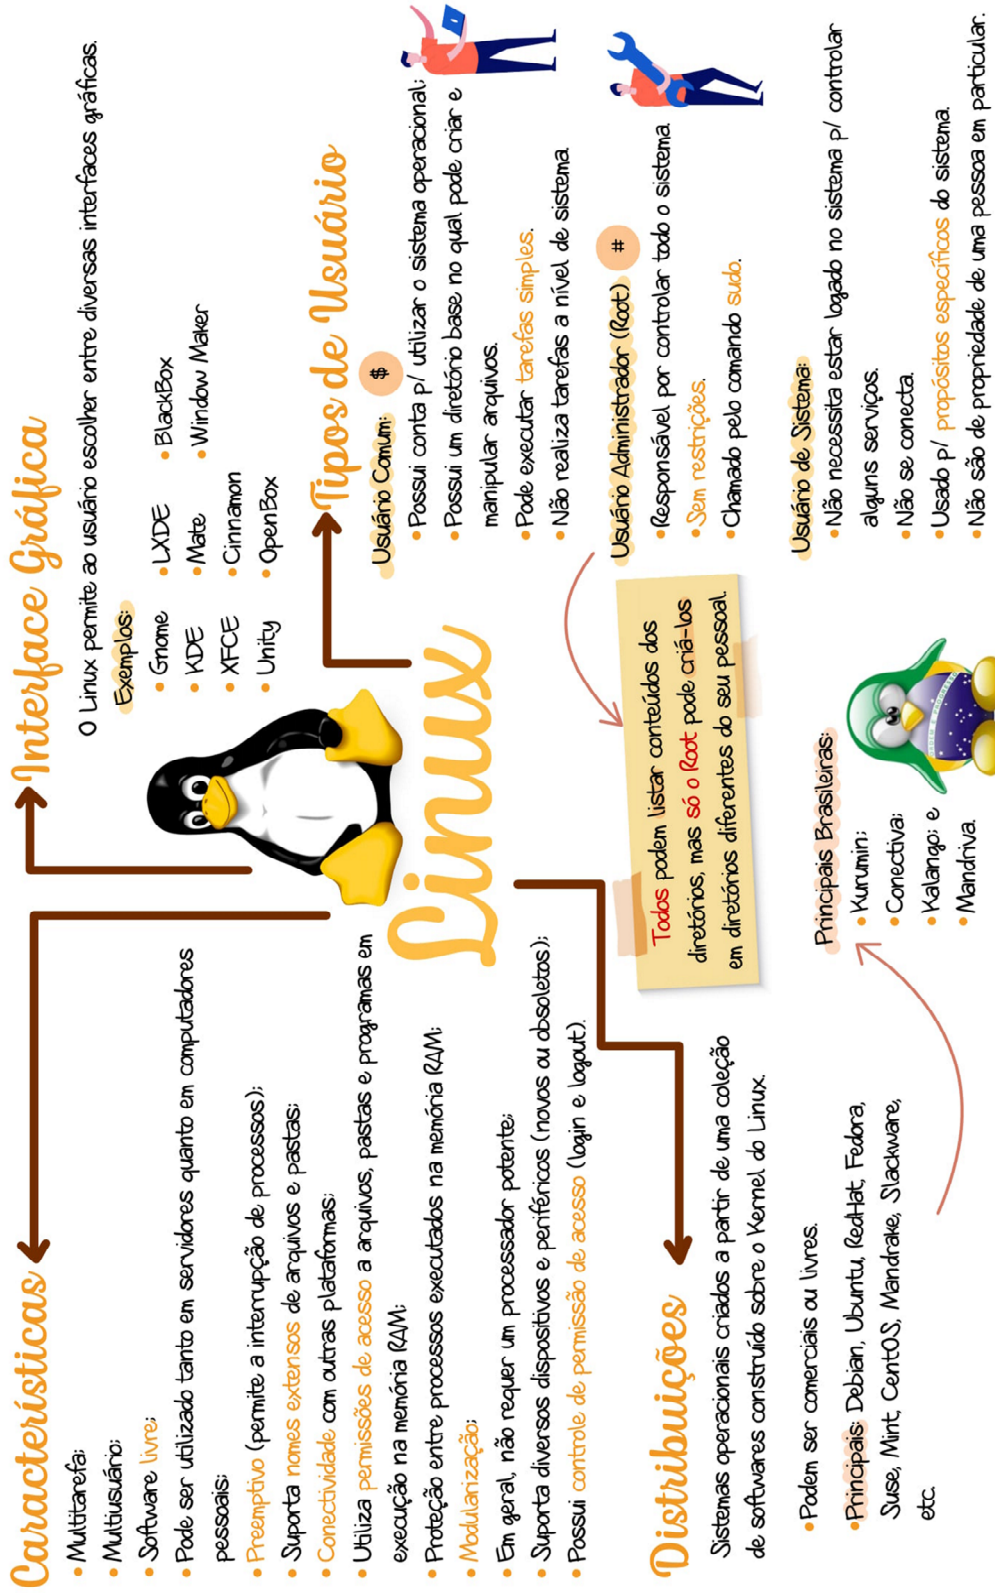 Características
• Multitarefa;
• Multiusuário;
• Software livre;
• Pode ser utilizado tanto em servidores quanto em computadores
pessoais;
• Preemptivo (permite a interrupção de processos);
• Suporta nomes extensos de arquivos e pastas;
• Conectividade com outras plataformas;
• Utiliza permissões de acesso a arquivos, pastas e programas em
execução na memória RAM;
• Proteção entre processos executados na memória RAM;
• Modularização;
• Em geral, não requer um processador potente;
• Suporta diversos dispositivos e periféricos (novos ou obsoletos);
• Possui controle de permissão de acesso (login e logout).
Interface Gráfica
O Linux permite ao usuário escolher entre diversas interfaces gráficas.
Exemplos:
• Gnome
• KDE
• XFCE
• Unity
• LXDE
• Mate
• Cinnamon
• OpenBox
• BlackBox
• Window Maker
Linux
Tipos de Usuário
Usuário Comum: $
• Possui conta p/ utilizar o sistema operacional;
• Possui um diretório base no qual pode criar e
manipular arquivos.
• Pode executar tarefas simples.
• Não realiza tarefas a nível de sistema
Usuário Administrador (Root) #
• Responsável por controlar todo o sistema
• Sem restrições.
• Chamado pelo comando sudo.
Usuário de Sistema:
• Não necessita estar logado no sistema p/ controlar
alguns serviços.
• Não se conecta.
• Usado p/ propósitos específicos do sistema.
• Não são de propriedade de uma pessoa em particular.
Todos podem listar conteúdos dos
diretórios, mas só o Root pode criá-los
em diretórios diferentes do seu pessoal.
Distribuições
Sistemas operacionais criados a partir de uma coleção
de softwares construído sobre o Kernel do Linux.
• Podem ser comerciais ou livres.
• Principais: Debian, Ubuntu, RedHat, Fedora,
Suse, Mint, CentOS, Mandrake, Slackware,
etc.
Principais Brasileiras:
• Kurumin;
• Conectiva;
• Kalango; e
• Mandriva.